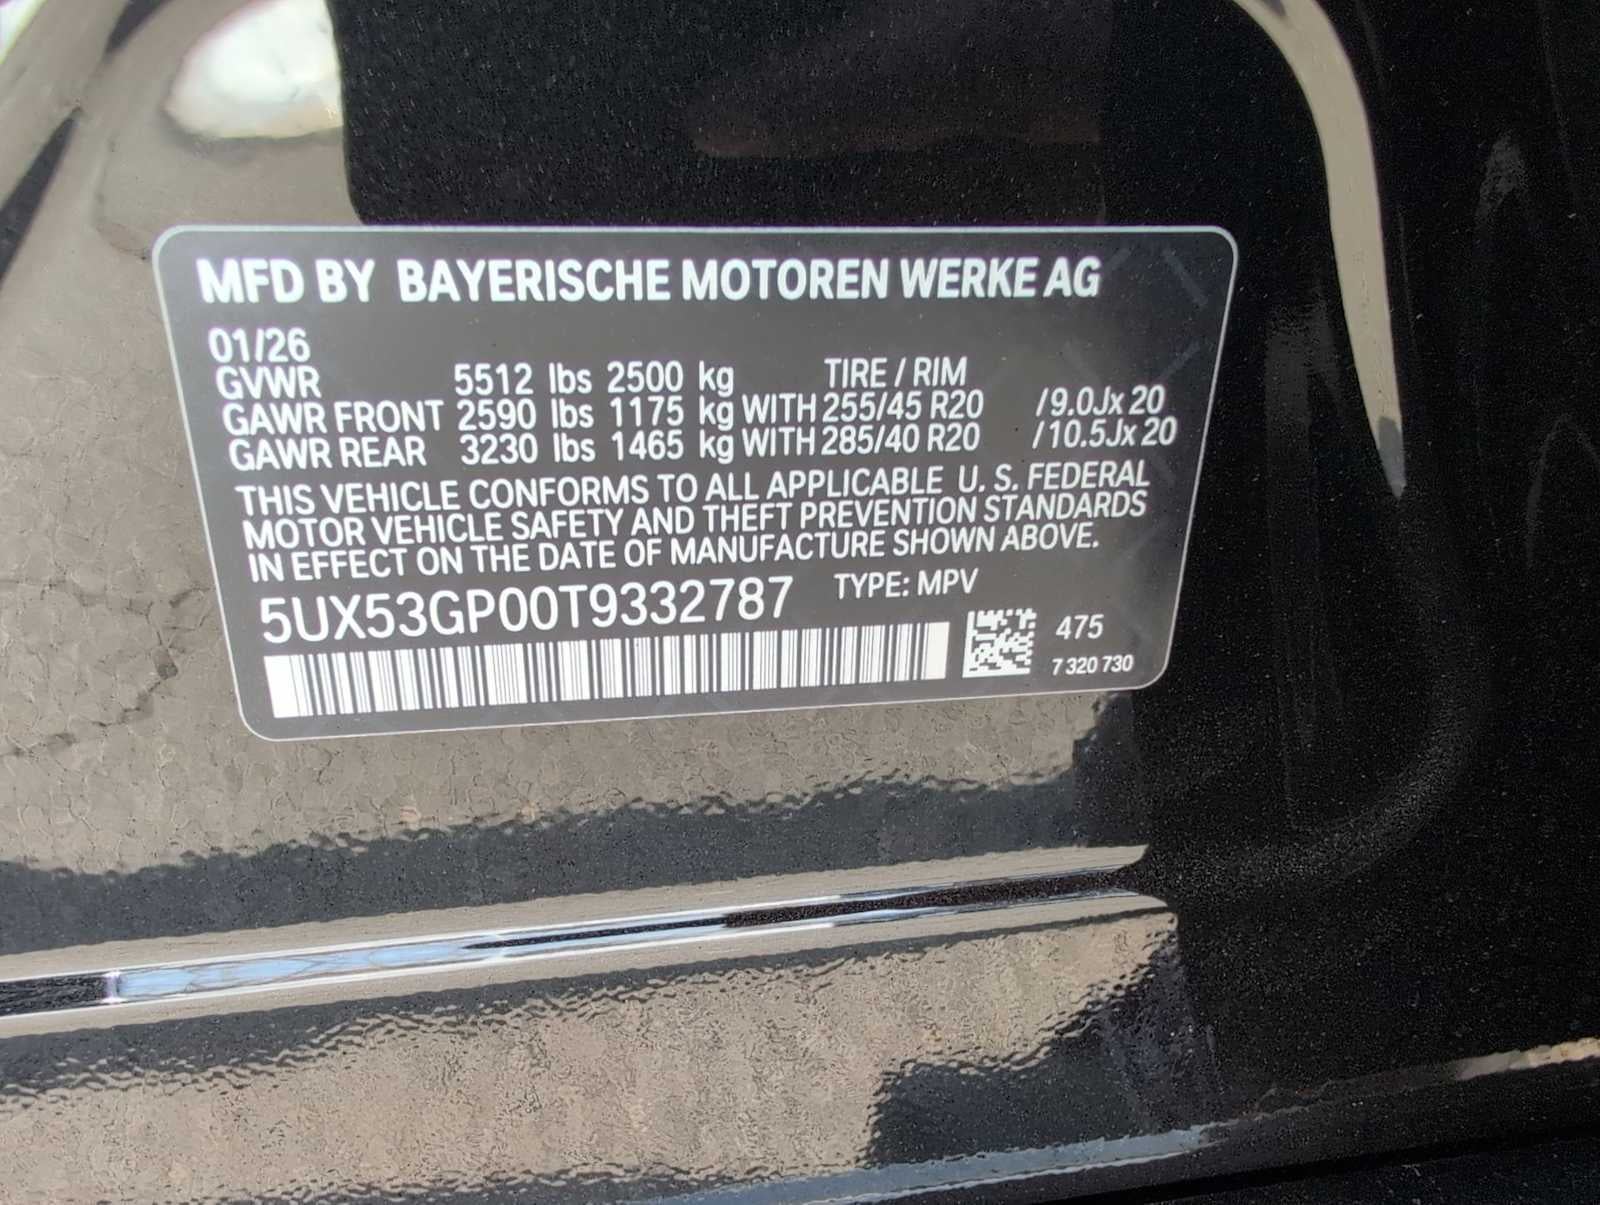 MFD BY BAYERISCHE MOTOREN WERKE AG
01/26
GVWR 5512 lbs 2500 kg TIRE / RIM
GAWR FRONT 2590 lbs 1175 kg WITH 255/45 R20 /9.0Jx20
GAWR REAR 3230 lbs 1465 kg WITH 285/40 R20 /10.5Jx20
THIS VEHICLE CONFORMS TO ALL APPLICABLE U. S. FEDERAL
MOTOR VEHICLE SAFETY AND THEFT PREVENTION STANDARDS
IN EFFECT ON THE DATE OF MANUFACTURE SHOWN ABOVE.
5UX53GP00T9332787 TYPE: MPV
475
7 320 730